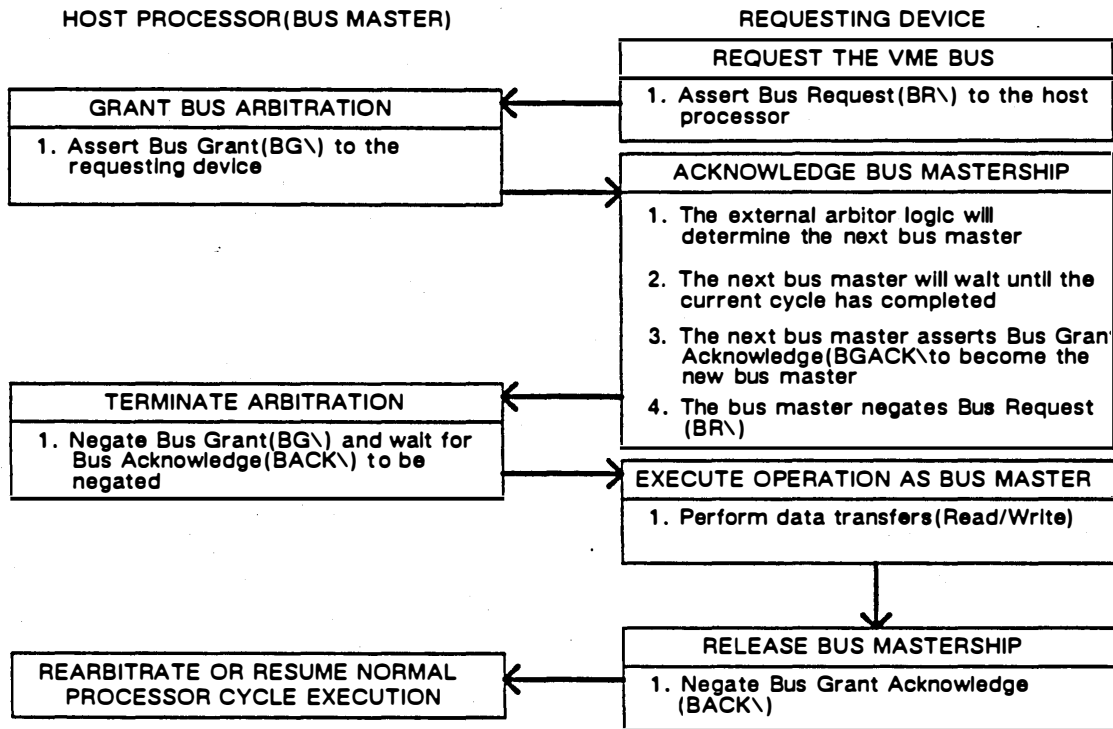 HOST PROCESSOR(BUS MASTER)
REQUESTING DEVICE
REQUEST THE VME BUS
1. Assert Bus Request(BR\) to the host
processor
GRANT BUS ARBITRATION
1. Assert Bus Grant(BG\) to the
requesting device
ACKNOWLEDGE BUS MASTERSHIP
1. The external arbitor logic will
determine the next bus master
2. The next bus master will wait until the
current cycle has completed
3. The next bus master asserts Bus Gran
Acknowledge(BGACK\to become the
new bus master
4. The bus master negates Bus Request
(BR\)
TERMINATE ARBITRATION
1. Negate Bus Grant(BG\) and wait for
Bus Acknowledge(BACK\) to be
negated
EXECUTE OPERATION AS BUS MASTER
1. Perform data transfers(Read/Write)
RELEASE BUS MASTERSHIP
1. Negate Bus Grant Acknowledge
(BACK\)
REARBITRATE OR RESUME NORMAL
PROCESSOR CYCLE EXECUTION